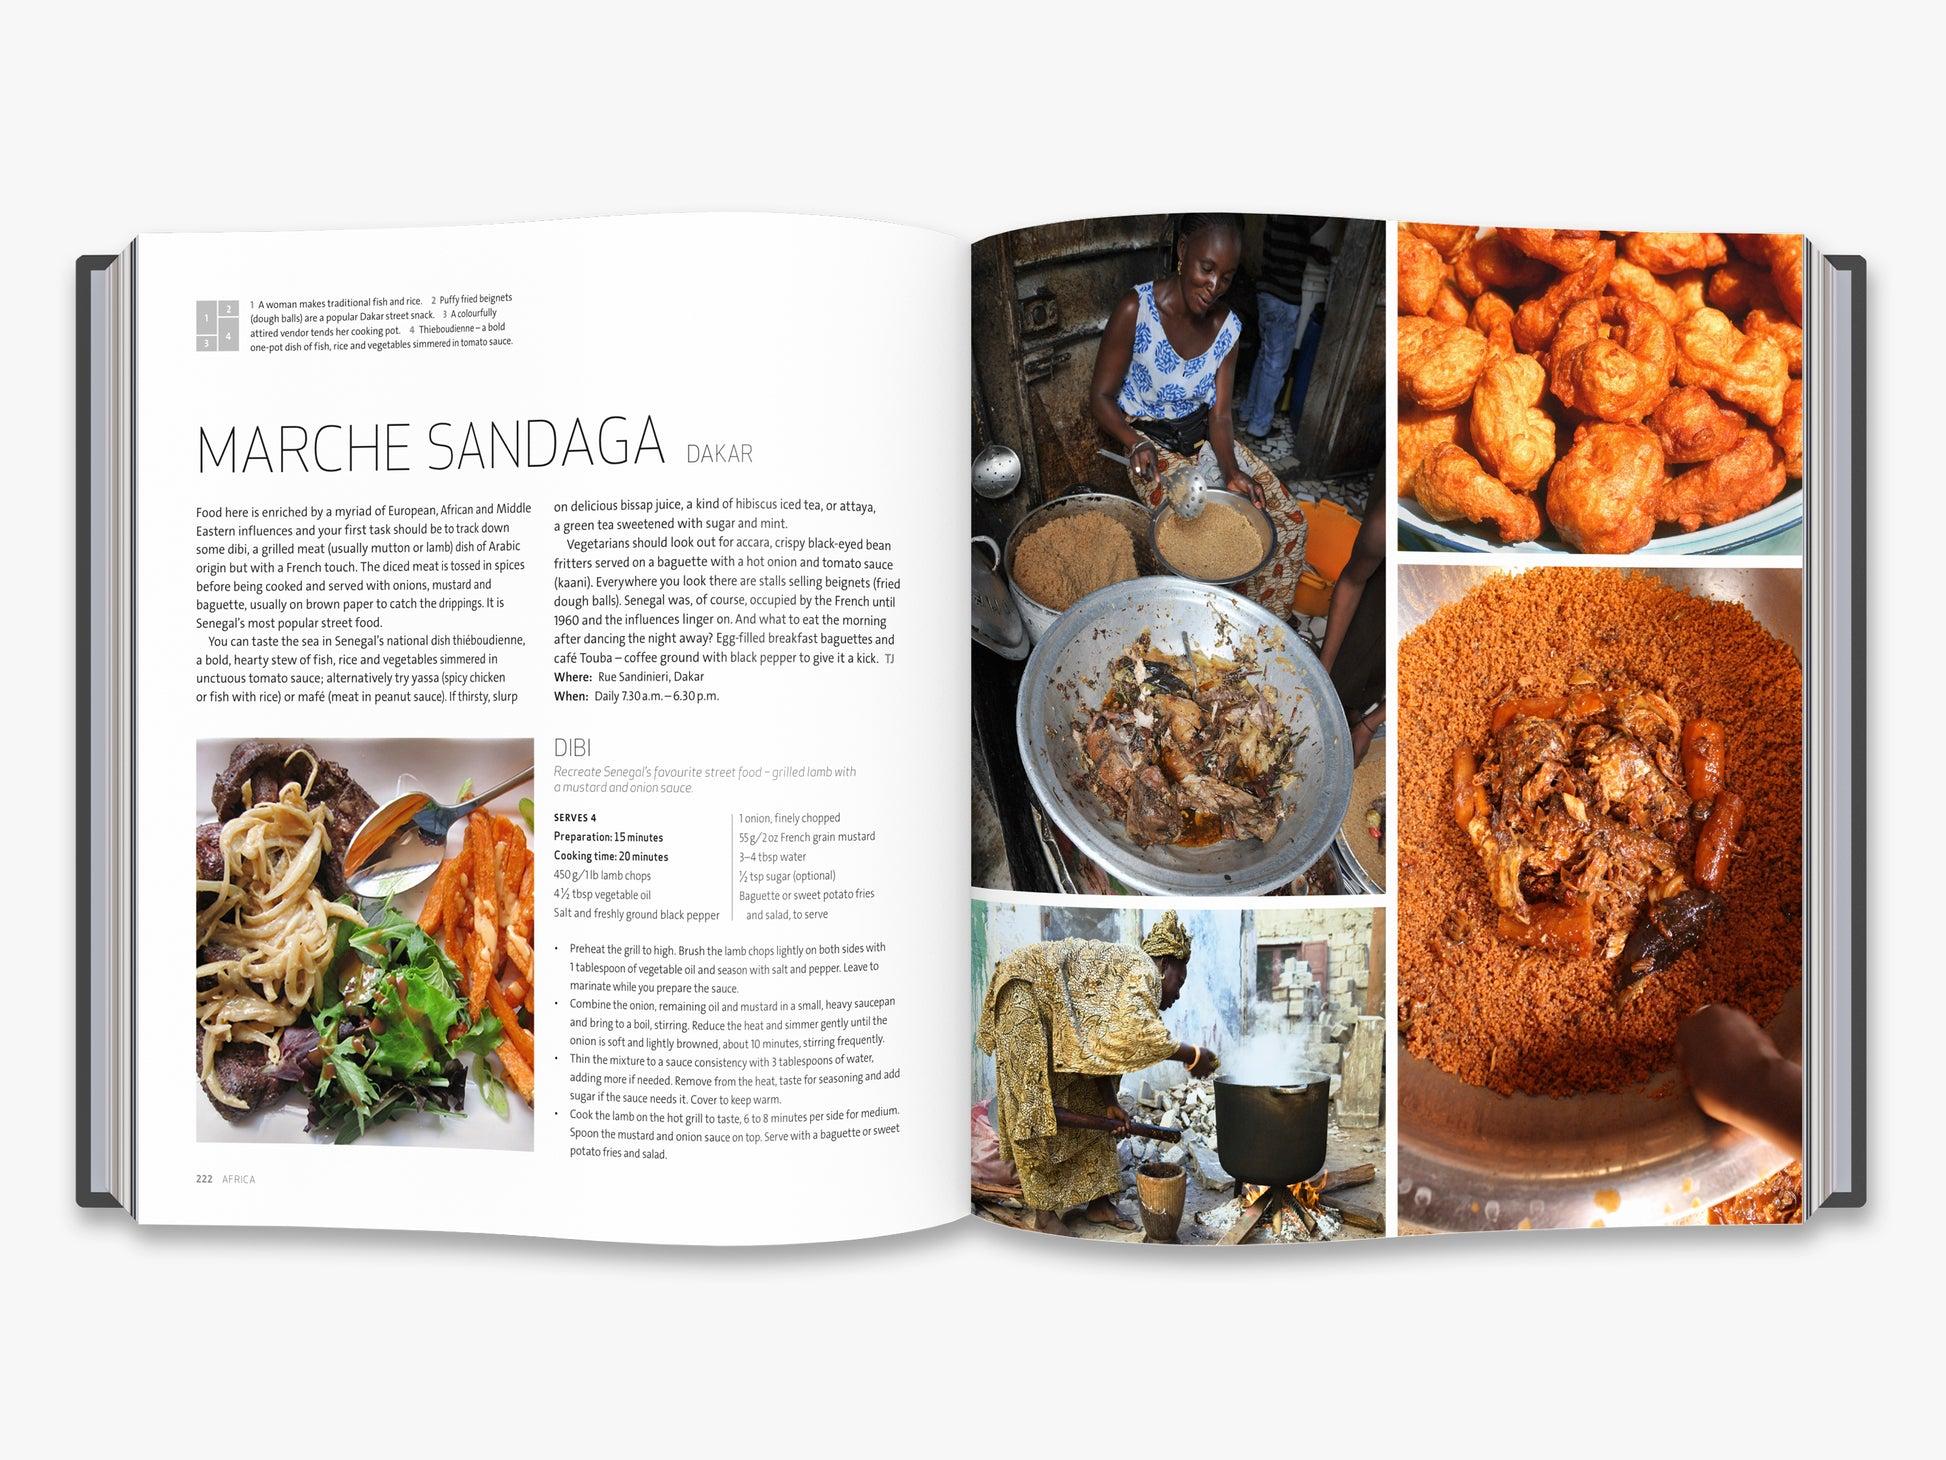 1 2
3 4
1 A woman makes traditional fish and rice. 2 Puffy fried beignets
(dough balls) are a popular Dakar street snack. 3 A colourfully
attired vendor tends her cooking pot. 4 Thieboudienne – a bold
one-pot dish of fish, rice and vegetables simmered in tomato sauce.
MARCHE SANDAGA DAKAR
Food here is enriched by a myriad of European, African and Middle
Eastern influences and your first task should be to track down
some dibi, a grilled meat (usually mutton or lamb) dish of Arabic
origin but with a French touch. The diced meat is tossed in spices
before being cooked and served with onions, mustard and
baguette, usually on brown paper to catch the drippings. It is
Senegal's most popular street food.
You can taste the sea in Senegal's national dish thiéboudienne,
a bold, hearty stew of fish, rice and vegetables simmered in
unctuous tomato sauce; alternatively try yassa (spicy chicken
or fish with rice) or mafé (meat in peanut sauce). If thirsty, slurp
on delicious bissap juice, a kind of hibiscus iced tea, or attaya,
a green tea sweetened with sugar and mint.
Vegetarians should look out for accara, crispy black-eyed bean
fritters served on a baguette with a hot onion and tomato sauce
(kaani). Everywhere you look there are stalls selling beignets (fried
dough balls). Senegal was, of course, occupied by the French until
1960 and the influences linger on. And what to eat the morning
after dancing the night away? Egg-filled breakfast baguettes and
café Touba – coffee ground with black pepper to give it a kick. TJ
Where: Rue Sandinieri, Dakar
When: Daily 7.30 a.m. – 6.30 p.m.
DIBI
Recreate Senegal's favourite street food – grilled lamb with
a mustard and onion sauce.
SERVES 4
Preparation: 15 minutes
Cooking time: 20 minutes
450 g/1 lb lamb chops
4 ½ tbsp vegetable oil
Salt and freshly ground black pepper
1 onion, finely chopped
55 g/2 oz French grain mustard
3–4 tbsp water
½ tsp sugar (optional)
Baguette or sweet potato fries
and salad, to serve
• Preheat the grill to high. Brush the lamb chops lightly on both sides with
1 tablespoon of vegetable oil and season with salt and pepper. Leave to
marinate while you prepare the sauce.
• Combine the onion, remaining oil and mustard in a small, heavy saucepan
and bring to a boil, stirring. Reduce the heat and simmer gently until the
onion is soft and lightly browned, about 10 minutes, stirring frequently.
• Thin the mixture to a sauce consistency with 3 tablespoons of water,
adding more if needed. Remove from the heat, taste for seasoning and add
sugar if the sauce needs it. Cover to keep warm.
• Cook the lamb on the hot grill to taste, 6 to 8 minutes per side for medium.
Spoon the mustard and onion sauce on top. Serve with a baguette or sweet
potato fries and salad.
222 AFRICA